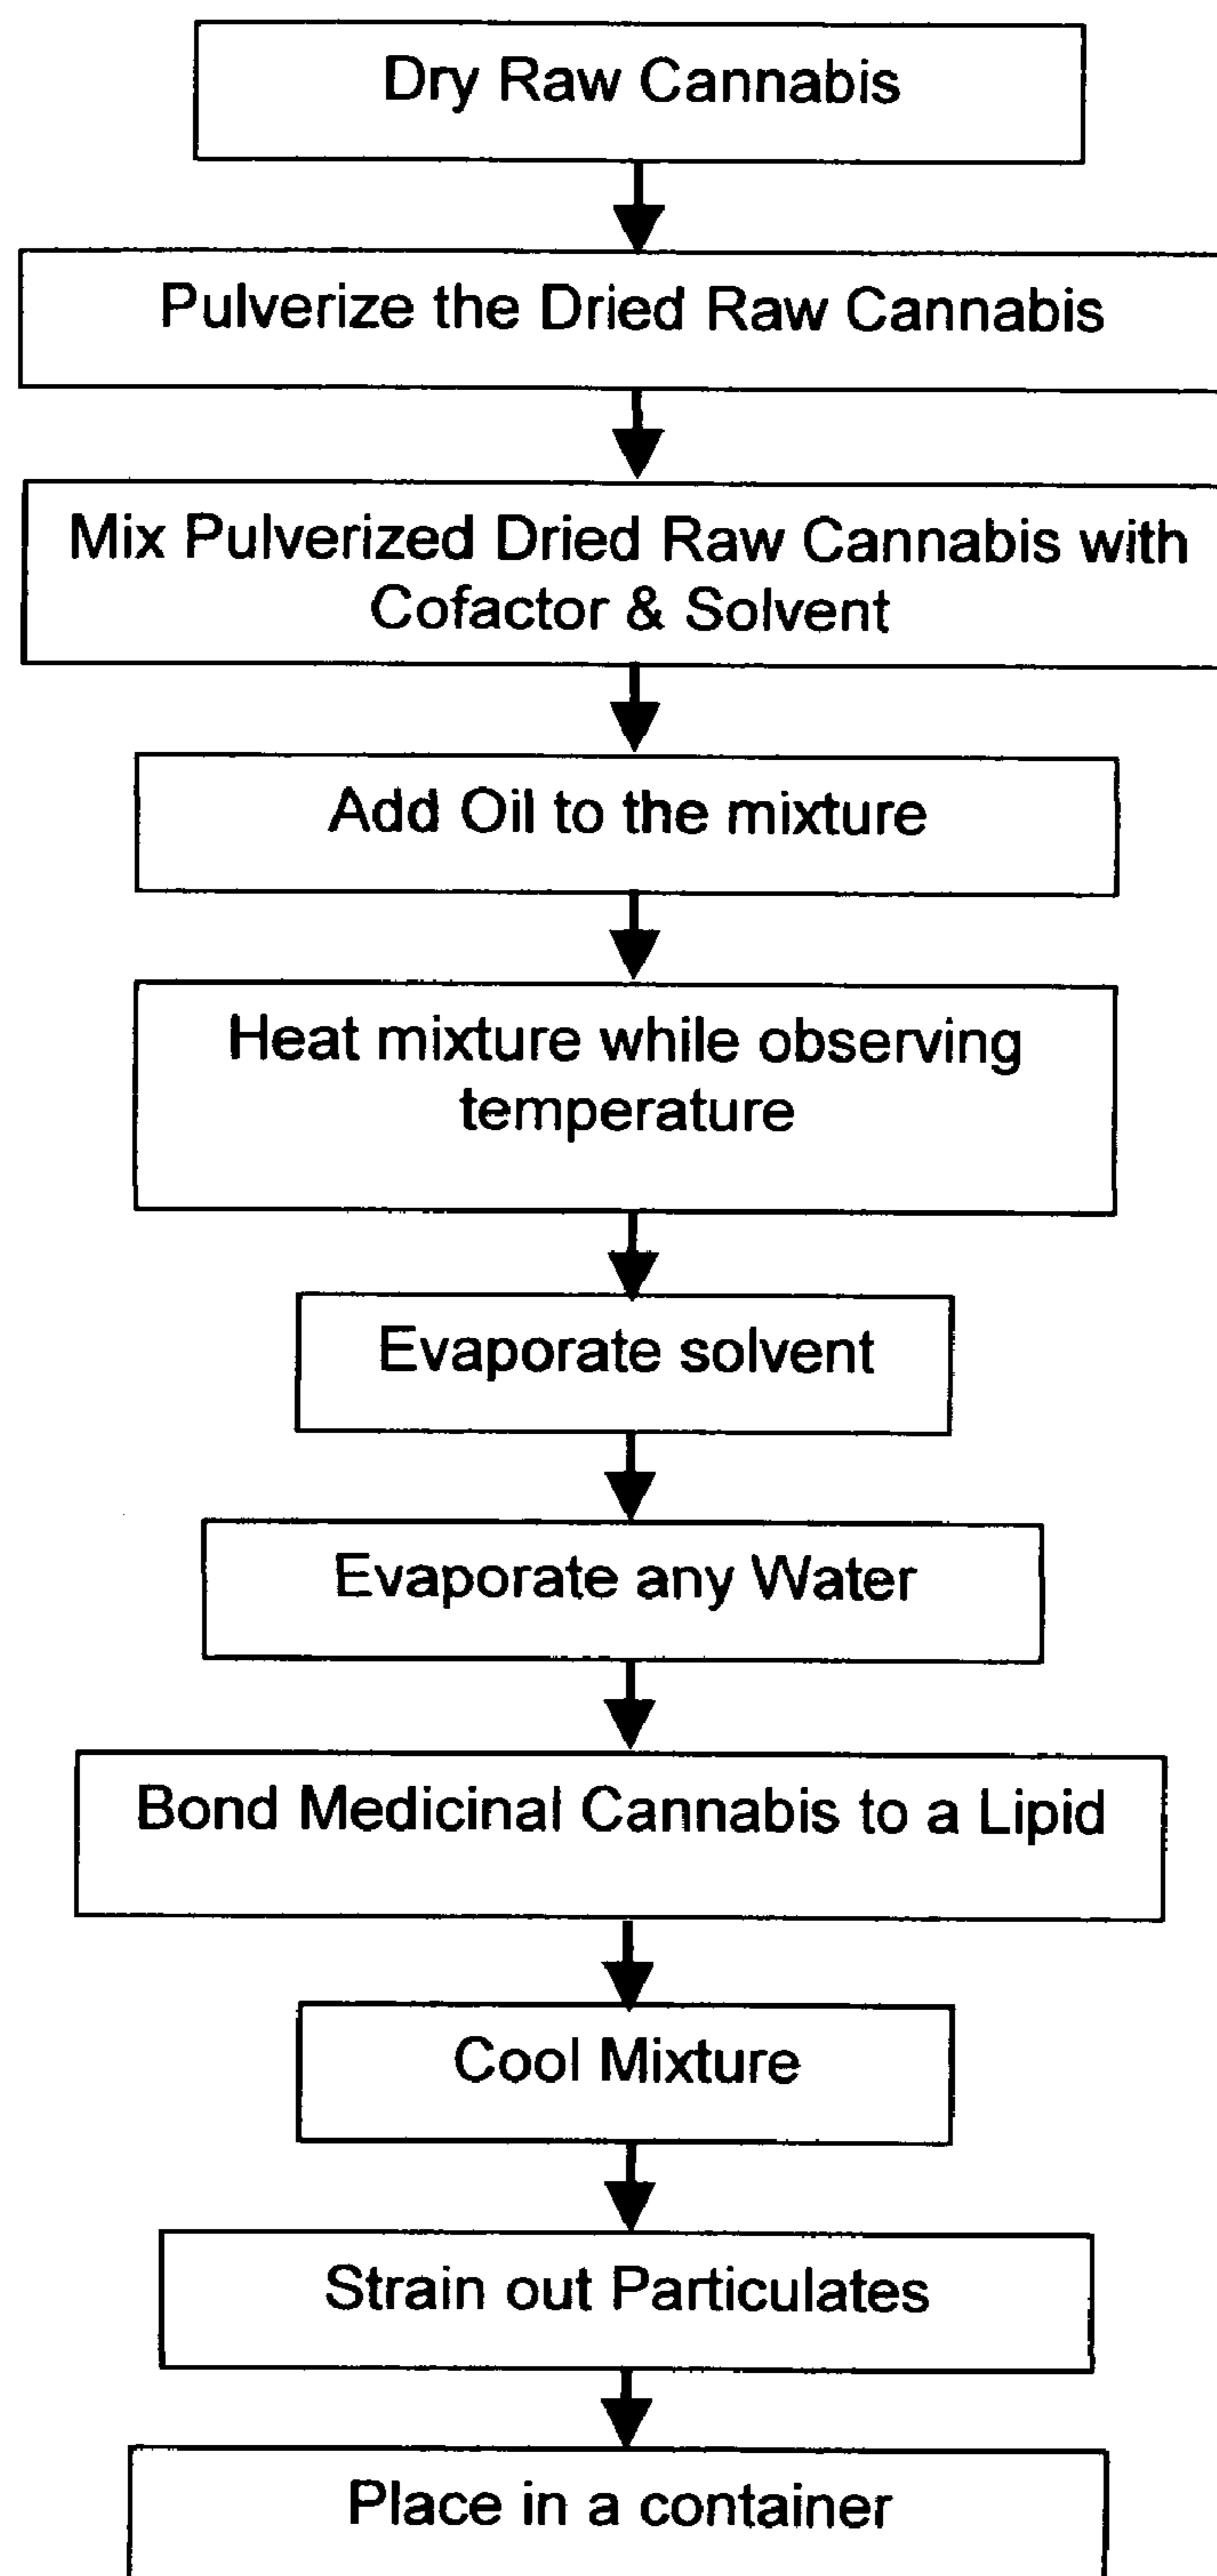 Dry Raw Cannabis
Pulverize the Dried Raw Cannabis
Mix Pulverized Dried Raw Cannabis with
Cofactor & Solvent
Add Oil to the mixture
Heat mixture while observing
temperature
Evaporate solvent
Evaporate any Water
Bond Medicinal Cannabis to a Lipid
Cool Mixture
Strain out Particulates
Place in a container